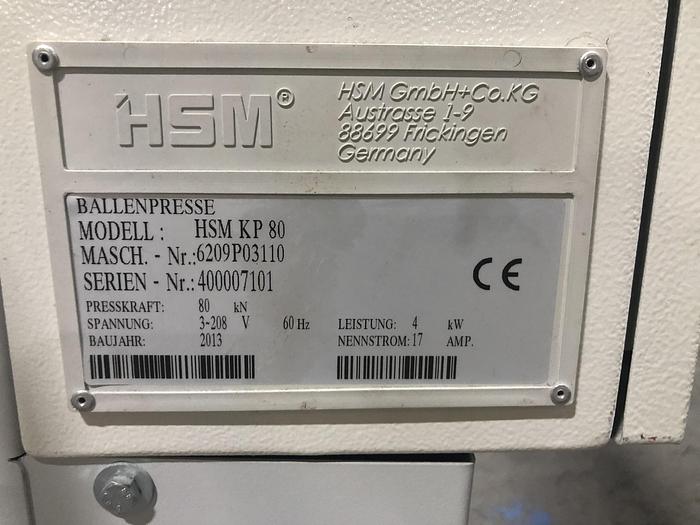 HSM®
HSM GmbH+Co.KG
Austrasse 1-9
88699 Frickingen
Germany
BALLENPRESSE
MODELL : HSM KP 80
MASCH. - Nr.:6209P03110
SERIEN - Nr.:400007101
PRESSKRAFT: 80 kN
SPANNUNG: 3-208 V 60 Hz LEISTUNG: 4 kW
BAUJAHR: 2013 NENNSTROM: 17 AMP.
CE